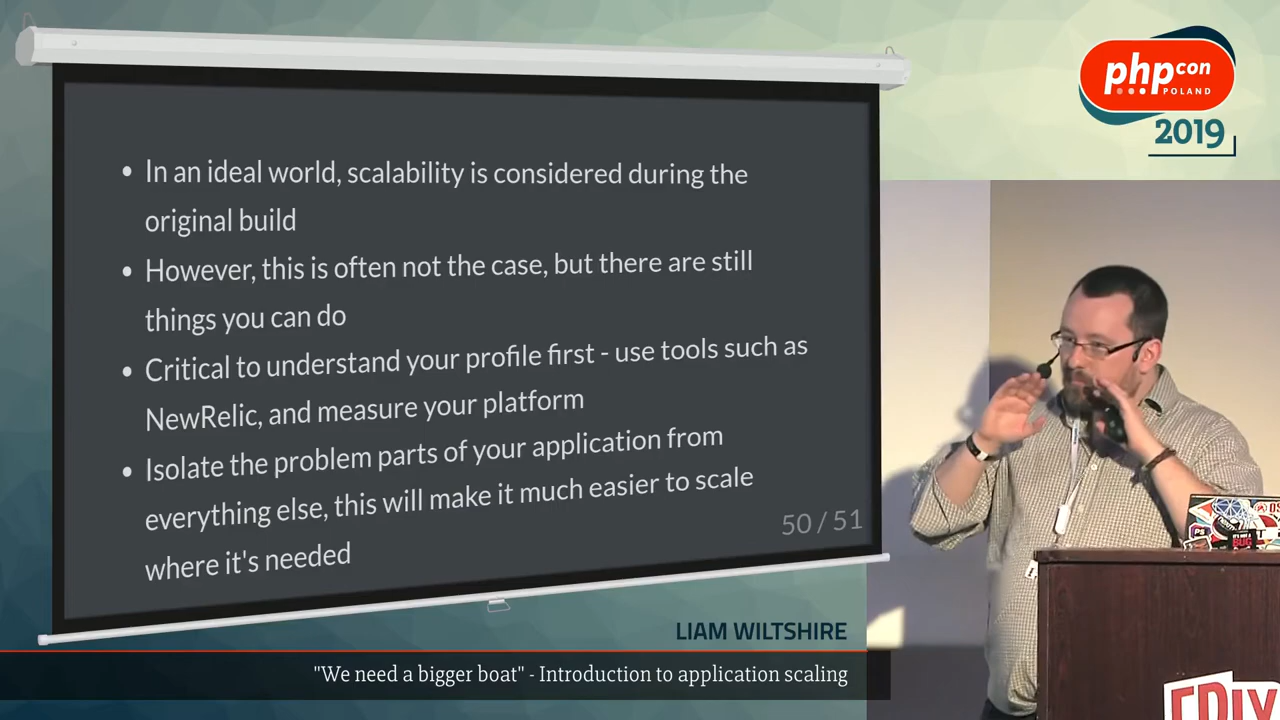 php con
POLAND
2019
• In an ideal world, scalability is considered during the
original build
• However, this is often not the case, but there are still
things you can do
• Critical to understand your profile first - use tools such as
NewRelic, and measure your platform
• Isolate the problem parts of your application from
everything else, this will make it much easier to scale
where it's needed
50 / 51
LIAM WILTSHIRE
"We need a bigger boat" - Introduction to application scaling